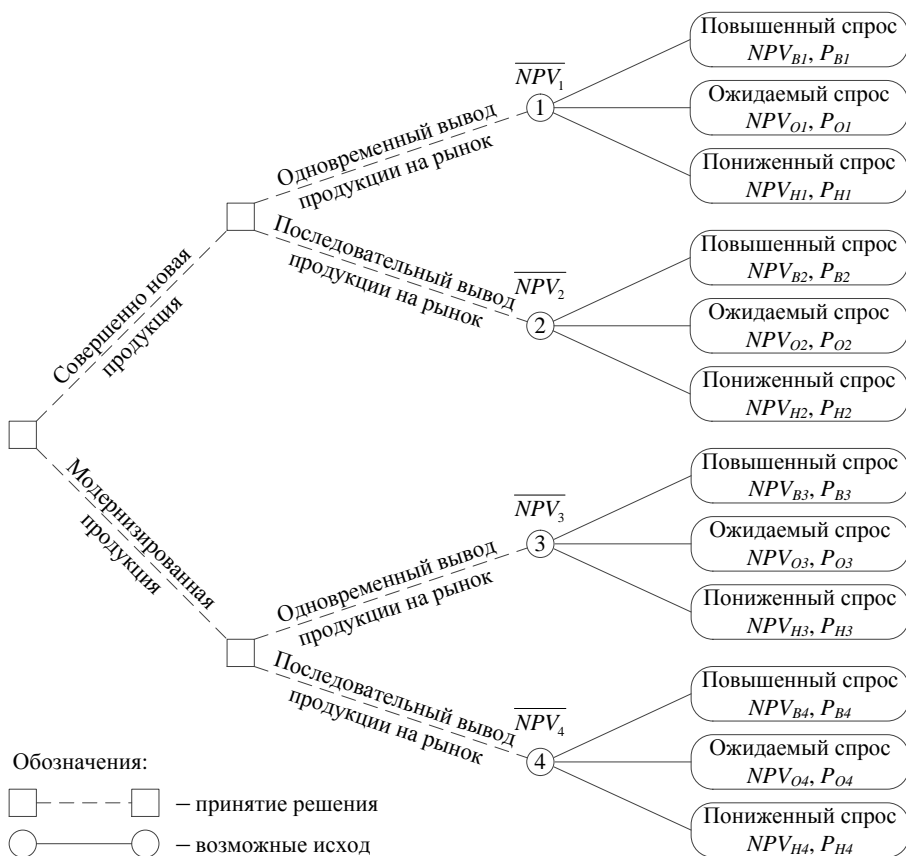 Повышенный спрос
NPV_B1, P_B1
NPV_1
1
Ожидаемый спрос
NPV_O1, P_O1
Одновременный вывод
продукции на рынок
Пониженный спрос
NPV_H1, P_H1
Последовательный вывод
продукции на рынок
Повышенный спрос
NPV_B2, P_B2
NPV_2
2
Ожидаемый спрос
NPV_O2, P_O2
Совершенно новая
продукция
Пониженный спрос
NPV_H2, P_H2
Модернизированная
продукция
Повышенный спрос
NPV_B3, P_B3
NPV_3
3
Ожидаемый спрос
NPV_O3, P_O3
Одновременный вывод
продукции на рынок
Пониженный спрос
NPV_H3, P_H3
Последовательный вывод
продукции на рынок
Повышенный спрос
NPV_B4, P_B4
NPV_4
4
Ожидаемый спрос
NPV_O4, P_O4
Пониженный спрос
NPV_H4, P_H4
Обозначения:
– принятие решения
– возможные исход